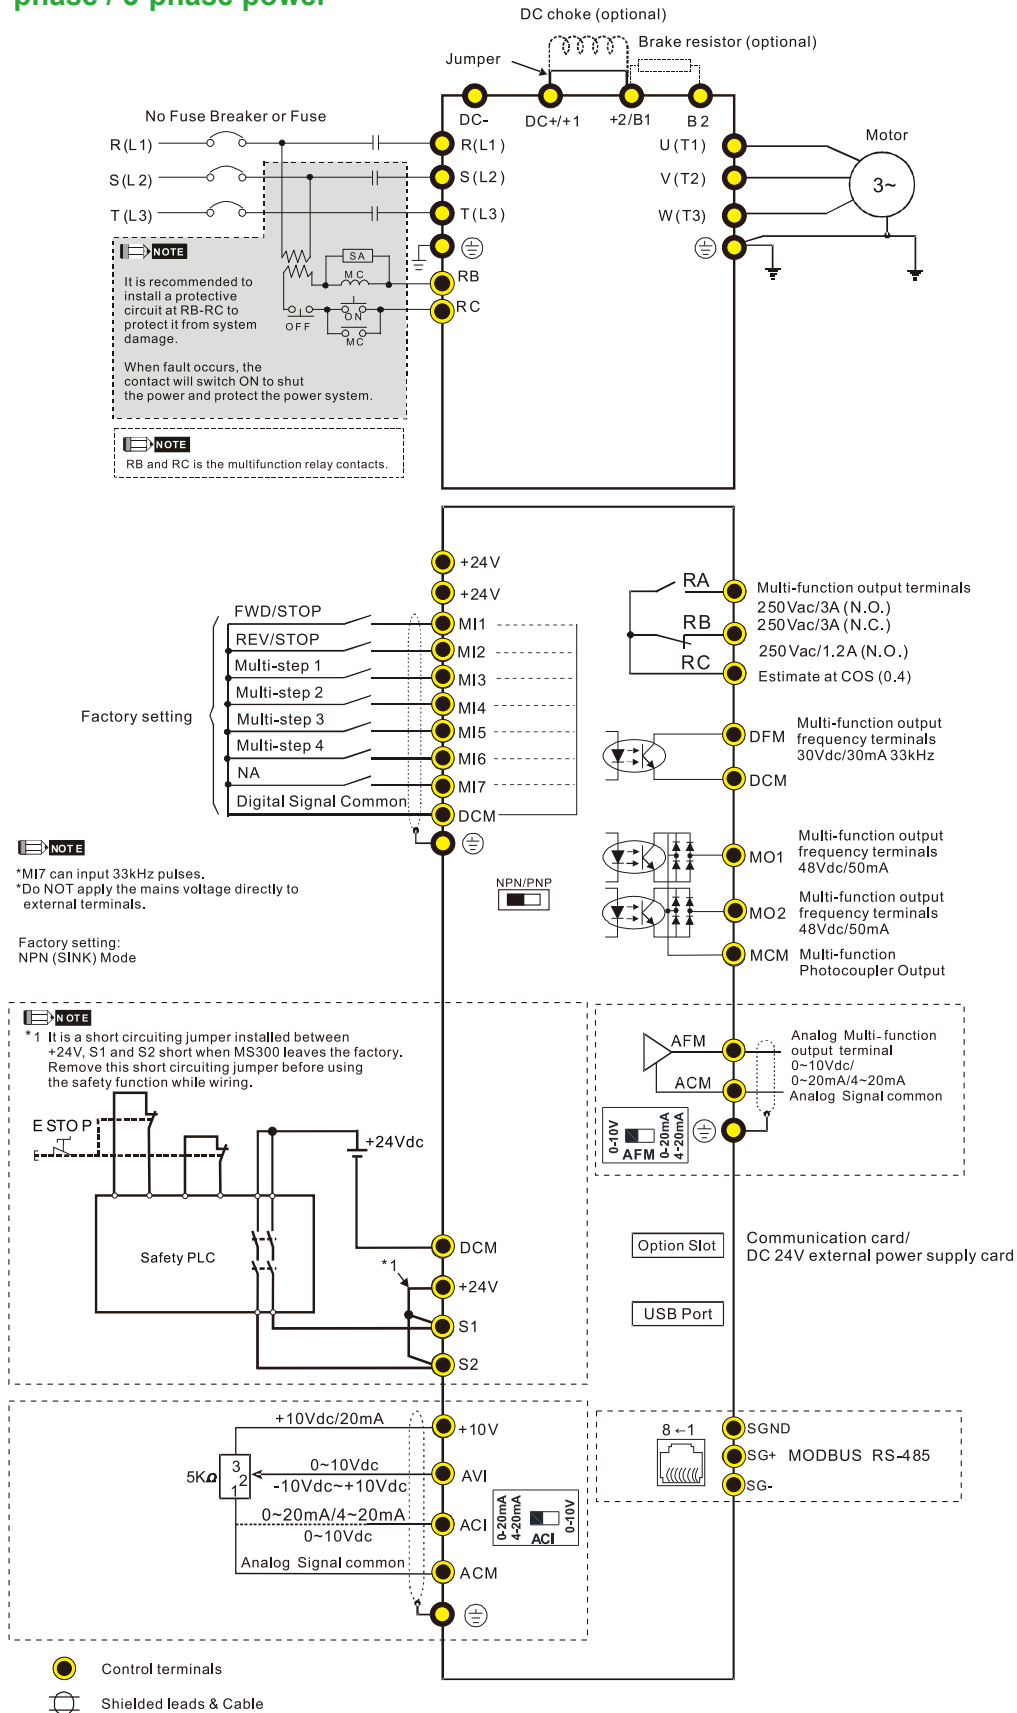 phase / 3-phase power
DC choke (optional)
Brake resistor (optional)
Jumper
DC-
DC+/+1
+2/B1
B2
No Fuse Breaker or Fuse
R(L1)
R(L1)
U(T1)
Motor
S(L2)
S(L2)
V(T2)
3~
T(L3)
T(L3)
W(T3)
NOTE
It is recommended to
install a protective
circuit at RB-RC to
protect it from system
damage.
When fault occurs, the
contact will switch ON to shut
the power and protect the power system.
SA
MC
RB
RC
OFF
ON
MC
NOTE
RB and RC is the multifunction relay contacts.
+24V
+24V
FWD/STOP
MI1
REV/STOP
MI2
Multi-step 1
MI3
Multi-step 2
MI4
Factory setting
Multi-step 3
MI5
Multi-step 4
MI6
NA
MI7
Digital Signal Common
DCM
RA
Multi-function output terminals
250Vac/3A (N.O.)
RB
250Vac/3A (N.C.)
250Vac/1.2A (N.O.)
RC
Estimate at COS (0.4)
DFM
Multi-function output
frequency terminals
30Vdc/30mA 33kHz
DCM
NOTE
*MI7 can input 33kHz pulses.
*Do NOT apply the mains voltage directly to
external terminals.
Factory setting:
NPN (SINK) Mode
NPN/PNP
MO1
Multi-function output
frequency terminals
48Vdc/50mA
MO2
Multi-function output
frequency terminals
48Vdc/50mA
MCM
Multi-function
Photocoupler Output
NOTE
*1 It is a short circuiting jumper installed between
+24V, S1 and S2 short when MS300 leaves the factory.
Remove this short circuiting jumper before using
the safety function while wiring.
ESTOP
+24Vdc
Safety PLC
DCM
*1
+24V
S1
S2
AFM
Analog Multi-function
output terminal
0~10Vdc/
0~20mA/4~20mA
ACM
Analog Signal common
0-10V
AFM
0-20mA
4-20mA
Option Slot
Communication card/
DC 24V external power supply card
USB Port
+10Vdc/20mA
+10V
5KΩ
3
2
1
0~10Vdc
-10Vdc~+10Vdc
AVI
0~20mA/4~20mA
0~10Vdc
ACI
0-20mA
4-20mA
ACI
0-10V
Analog Signal common
ACM
8←1
SGND
SG+
MODBUS RS-485
SG-
Control terminals
Shielded leads & Cable